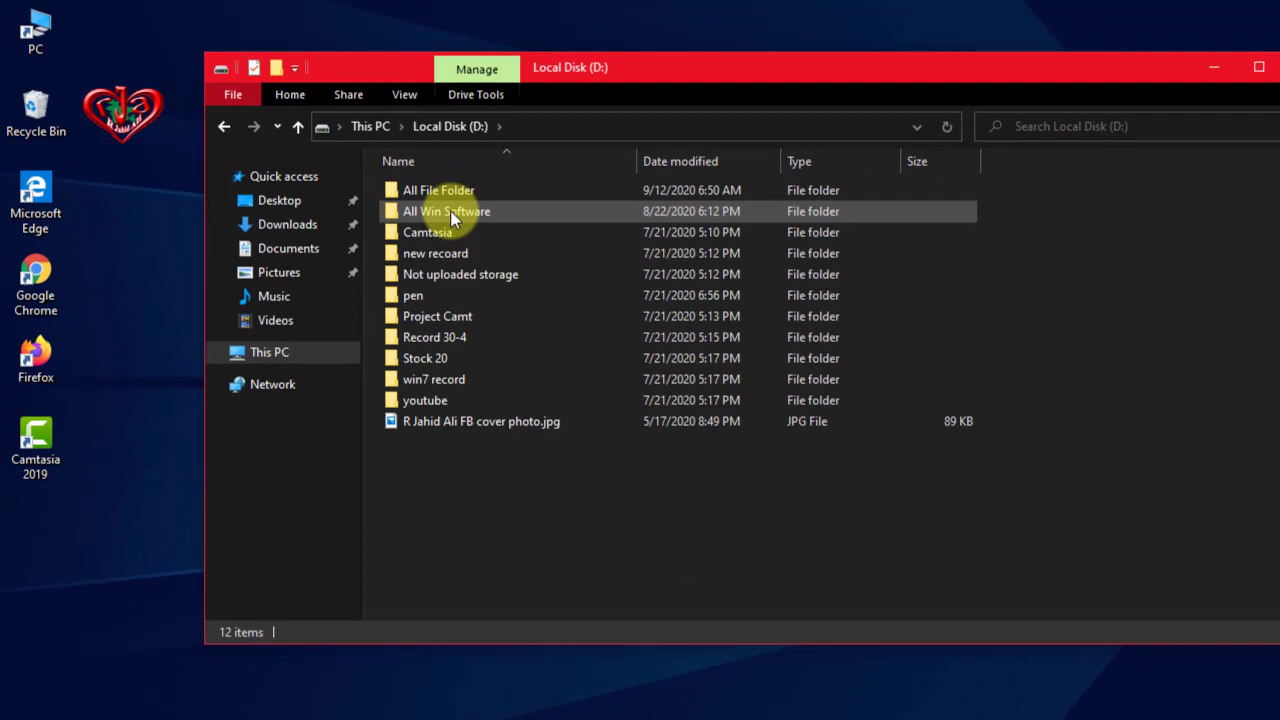 PC
Recycle Bin
Microsoft
Edge
Google
Chrome
Firefox
Camtasia
2019
Manage
Local Disk (D:)
File
Home
Share
View
Drive Tools
This PC
Local Disk (D:)
Search Local Disk (D:)
Quick access
Desktop
Downloads
Documents
Pictures
Music
Videos
This PC
Network
Name Date modified Type Size
All File Folder 9/12/2020 6:50 AM File folder
All Win Software 8/22/2020 6:12 PM File folder
Camtasia 7/21/2020 5:10 PM File folder
new recoard 7/21/2020 5:12 PM File folder
Not uploaded storage 7/21/2020 5:12 PM File folder
pen 7/21/2020 6:56 PM File folder
Project Camt 7/21/2020 5:13 PM File folder
Record 30-4 7/21/2020 5:15 PM File folder
Stock 20 7/21/2020 5:17 PM File folder
win7 record 7/21/2020 5:17 PM File folder
youtube 7/21/2020 5:17 PM File folder
R Jahid Ali FB cover photo.jpg 5/17/2020 8:49 PM JPG File 89 KB
12 items